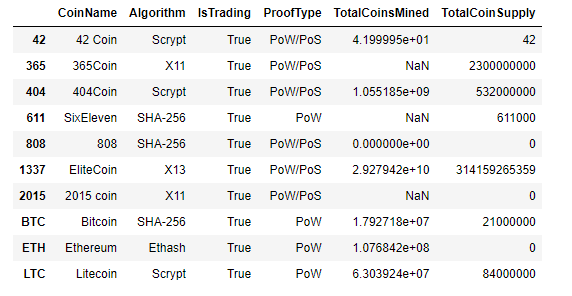 CoinName Algorithm IsTrading ProofType TotalCoinsMined TotalCoinSupply
42 42 Coin Scrypt True PoW/PoS 4.199995e+01 42
365 365Coin X11 True PoW/PoS NaN 2300000000
404 404Coin Scrypt True PoW/PoS 1.055185e+09 532000000
611 SixEleven SHA-256 True PoW NaN 611000
808 808 SHA-256 True PoW/PoS 0.000000e+00 0
1337 EliteCoin X13 True PoW/PoS 2.927942e+10 314159265359
2015 2015 coin X11 True PoW/PoS NaN 0
BTC Bitcoin SHA-256 True PoW 1.792718e+07 21000000
ETH Ethereum Ethash True PoW 1.076842e+08 0
LTC Litecoin Scrypt True PoW 6.303924e+07 84000000